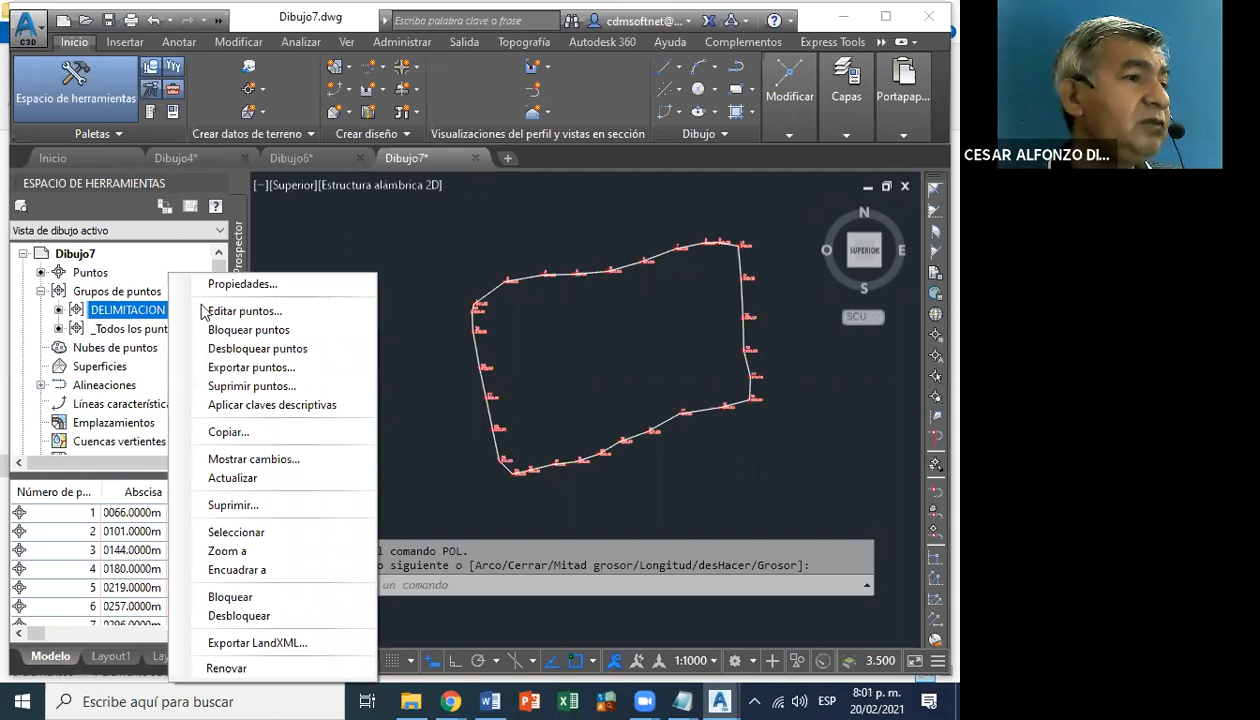 Dibujo7.dwg
Escriba palabra clave o frase
cdmsoftnet@...
C3D
Inicio Insertar Anotar Modificar Analizar Ver Administrar Salida Topografía Autodesk 360 Ayuda Complementos Express Tools
Espacio de herramientas
Modificar
Capas
Portapap...
Paletas
Crear datos de terreno
Crear diseño
Visualizaciones del perfil y vistas en sección
Dibujo
CESAR ALFONZO DI...
Inicio Dibujo4* Dibujo6* Dibujo7*
ESPACIO DE HERRAMIENTAS
[−][Superior][Estructura alámbrica 2D]
Vista de dibujo activo
Prospector
Dibujo7
Puntos
Grupos de puntos
DELIMITACION
_Todos los punt
Nubes de puntos
Superficies
Alineaciones
Líneas característica
Emplazamientos
Cuencas vertientes
Propiedades...
Editar puntos...
Bloquear puntos
Desbloquear puntos
Exportar puntos...
Suprimir puntos...
Aplicar claves descriptivas
Copiar...
Mostrar cambios...
Actualizar
Suprimir...
Seleccionar
Zoom a
Encuadrar a
Bloquear
Desbloquear
Exportar LandXML...
Renovar
N
O SUPERIOR E
S
SCU
Número de p... Abscisa
1 0066.0000m
2 0101.0000m
3 0144.0000m
4 0180.0000m
5 0219.0000m
6 0257.0000m
7 0296.0000m
l comando POL.
o siguiente o [Arco/Cerrar/Mitad grosor/Longitud/desHacer/Grosor]:
un comando
Modelo Layout1 La
1:1000
3.500
Escribe aquí para buscar
ESP
8:01 p. m.
20/02/2021